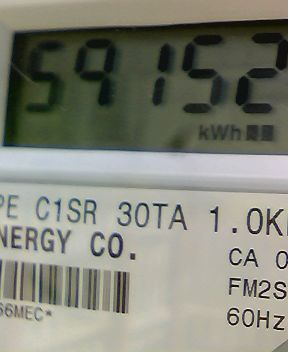 59152
kWh
PE C1SR 30TA 1.0K
NERGY CO.
CA 0
FM2S
66MEC*
60Hz